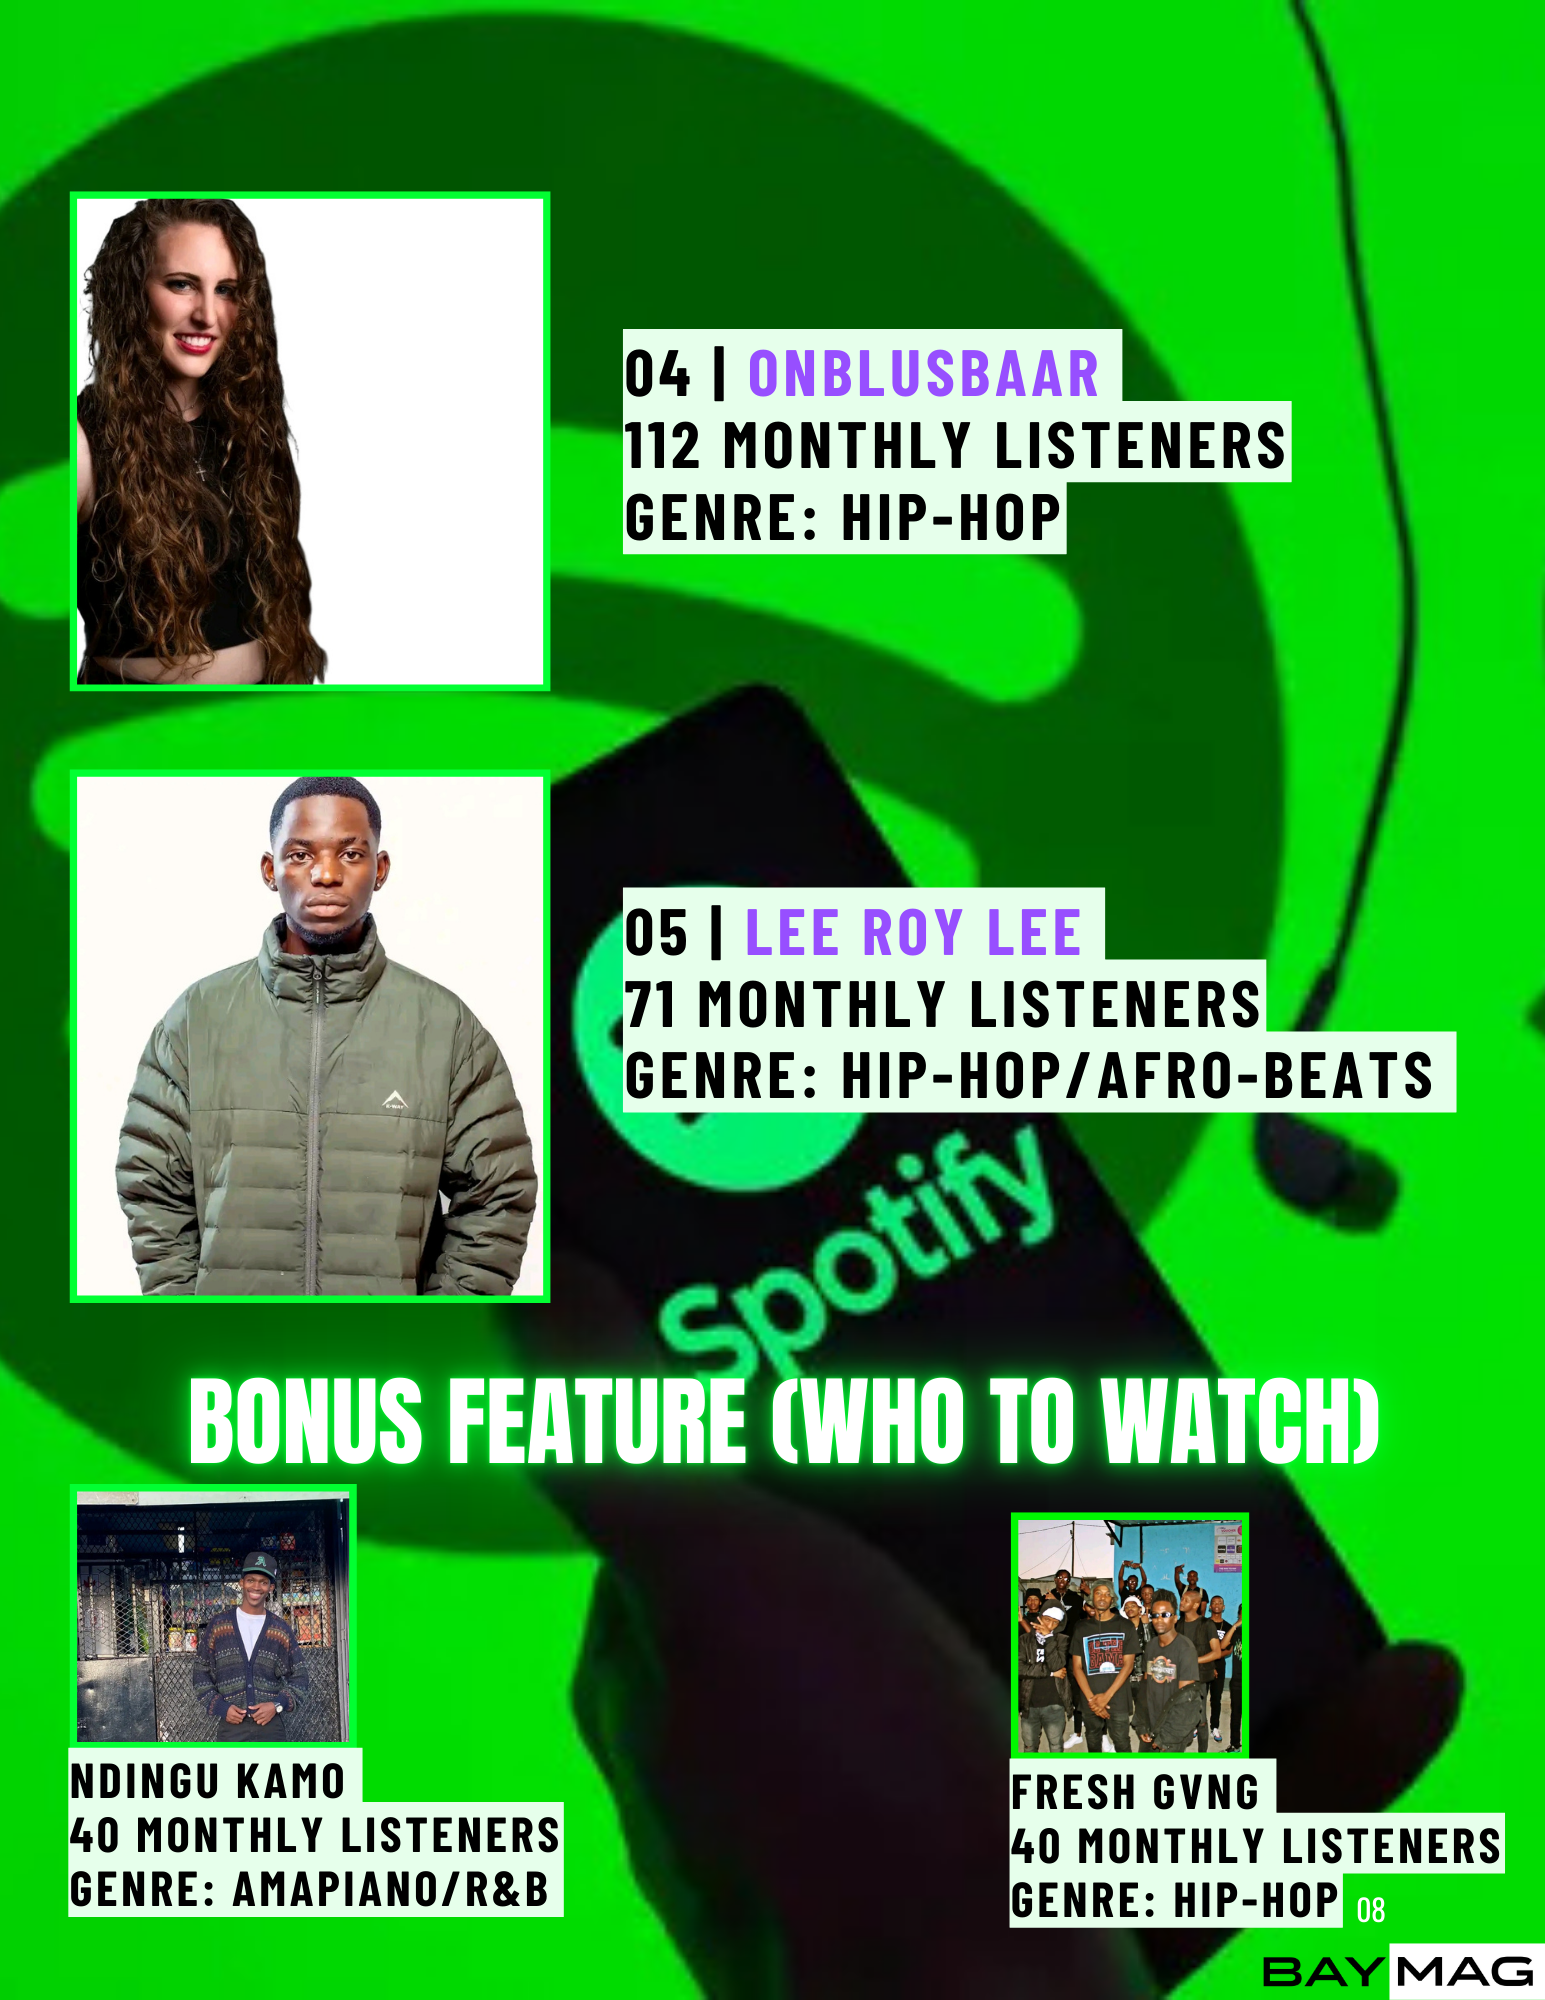 04 | ONBLUSBAAR
112 MONTHLY LISTENERS
GENRE: HIP-HOP
05 | LEE ROY LEE
71 MONTHLY LISTENERS
GENRE: HIP-HOP/AFRO-BEATS
Spotify
BONUS FEATURE (WHO TO WATCH)
NDINGU KAMO
40 MONTHLY LISTENERS
GENRE: AMAPIANO/R&B
FRESH GVNG
40 MONTHLY LISTENERS
GENRE: HIP-HOP
08
BAYMAG